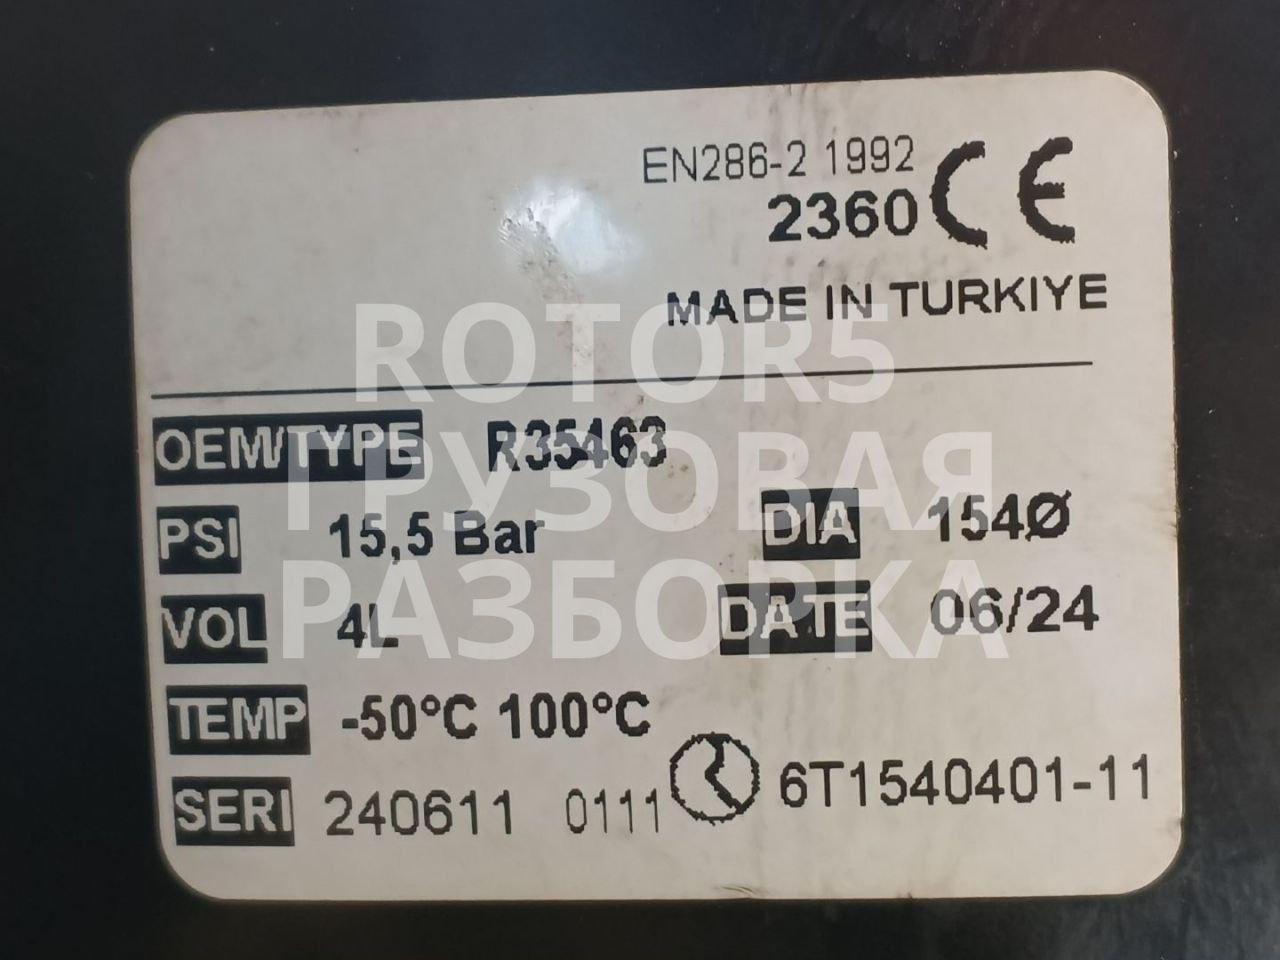 EN286-2 1992
2360 CE
MADE IN TURKIYE
ROTOR5
ГРУЗОВАЯ
РАЗБОРКА
OEM/TYPE R35463
PSI 15,5 Bar DIA 154Ø
VOL 4L DATE 06/24
TEMP -50°C 100°C
SERI 240611 0111 6T1540401-11